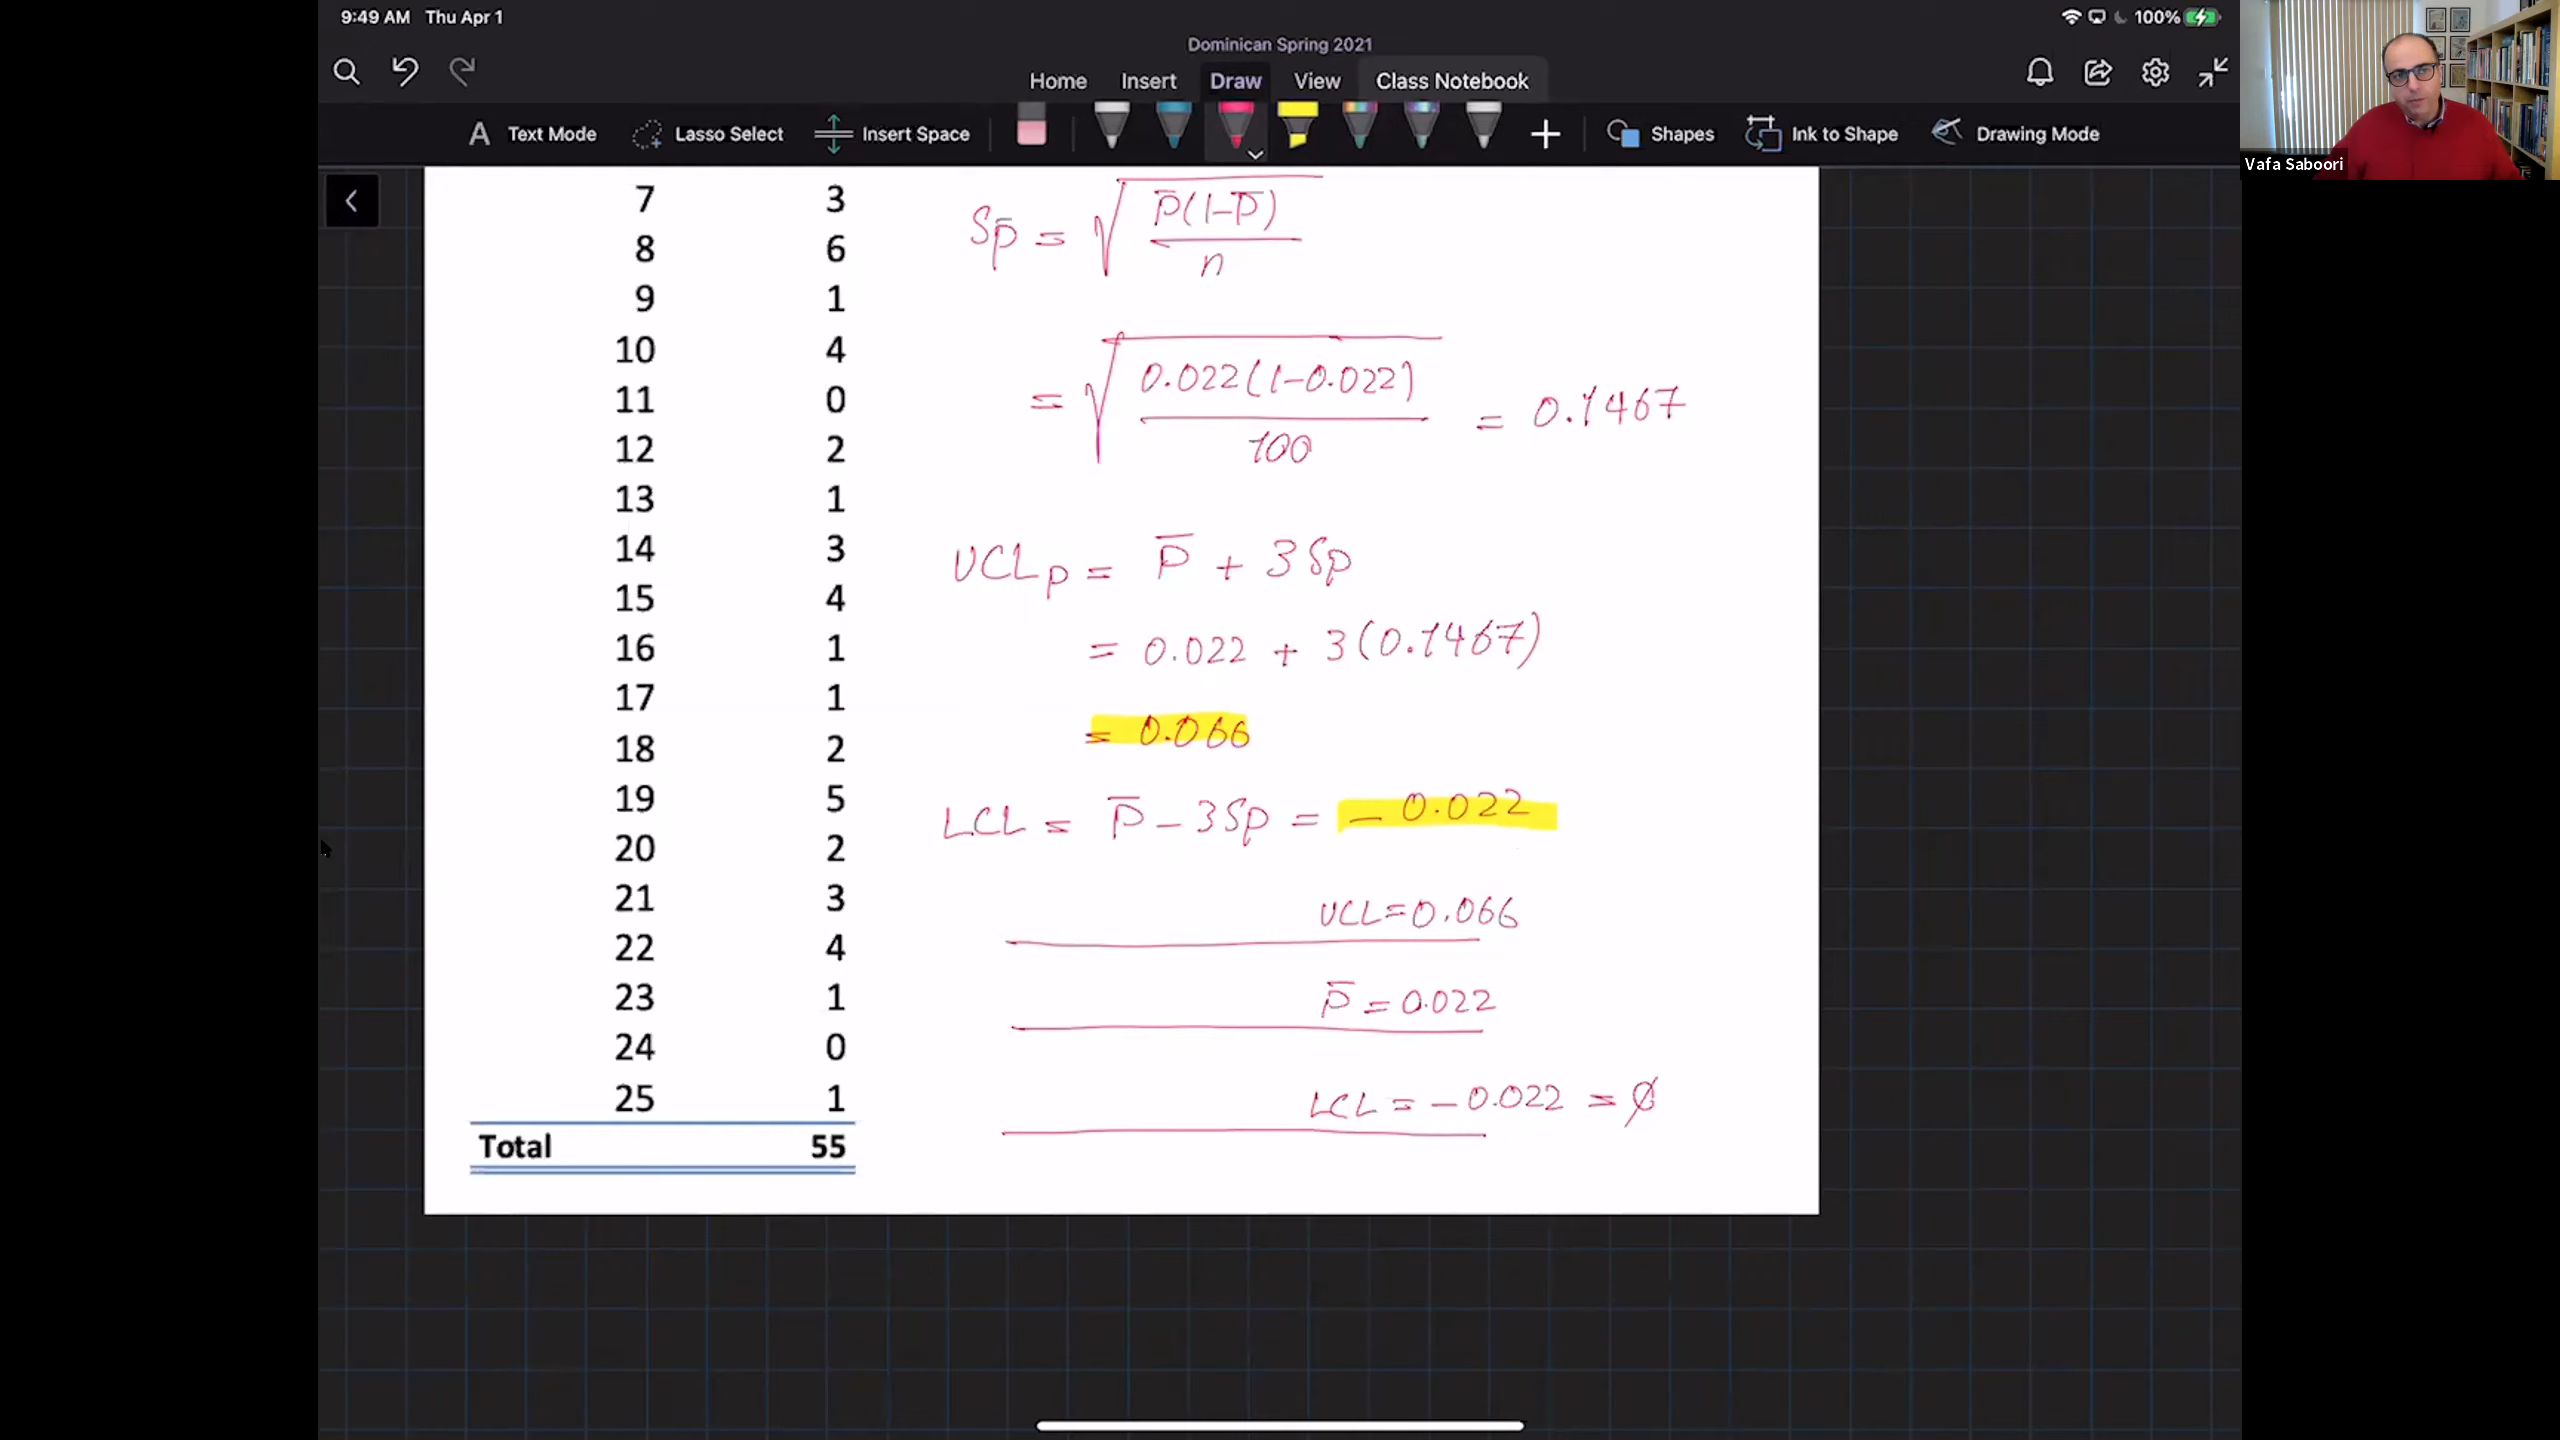 9:49 AM Thu Apr 1
100%
Dominican Spring 2021
Home Insert Draw View Class Notebook
A Text Mode Lasso Select Insert Space Shapes Ink to Shape Drawing Mode
Vafa Saboori
7 3
8 6
9 1
10 4
11 0
12 2
13 1
14 3
15 4
16 1
17 1
18 2
19 5
20 2
21 3
22 4
23 1
24 0
25 1
Total 55
Sp̅ = √ p̅(1-p̅) / n
= √ 0.022(1-0.022) / 100 = 0.1467
UCLp = p̅ + 3Sp
= 0.022 + 3(0.1467)
= 0.066
LCL = p̅ - 3Sp = - 0.022
UCL=0.066
p̅ = 0.022
LCL = - 0.022 = ∅